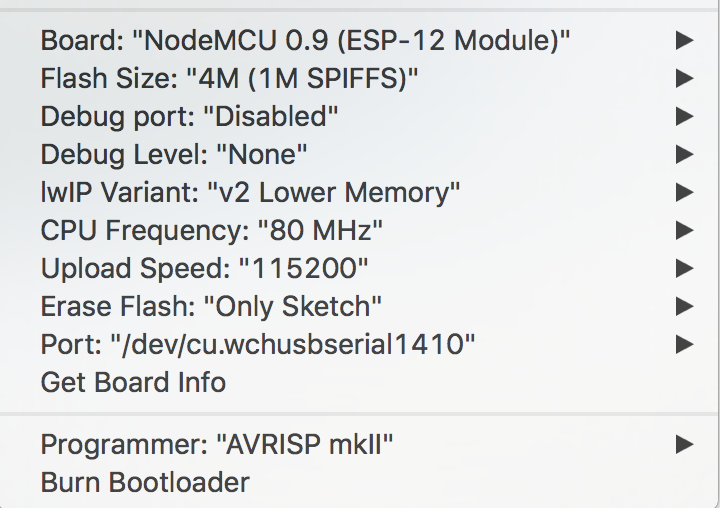 Board: "NodeMCU 0.9 (ESP-12 Module)"
Flash Size: "4M (1M SPIFFS)"
Debug port: "Disabled"
Debug Level: "None"
lwIP Variant: "v2 Lower Memory"
CPU Frequency: "80 MHz"
Upload Speed: "115200"
Erase Flash: "Only Sketch"
Port: "/dev/cu.wchusbserial1410"
Get Board Info
Programmer: "AVRISP mkII"
Burn Bootloader